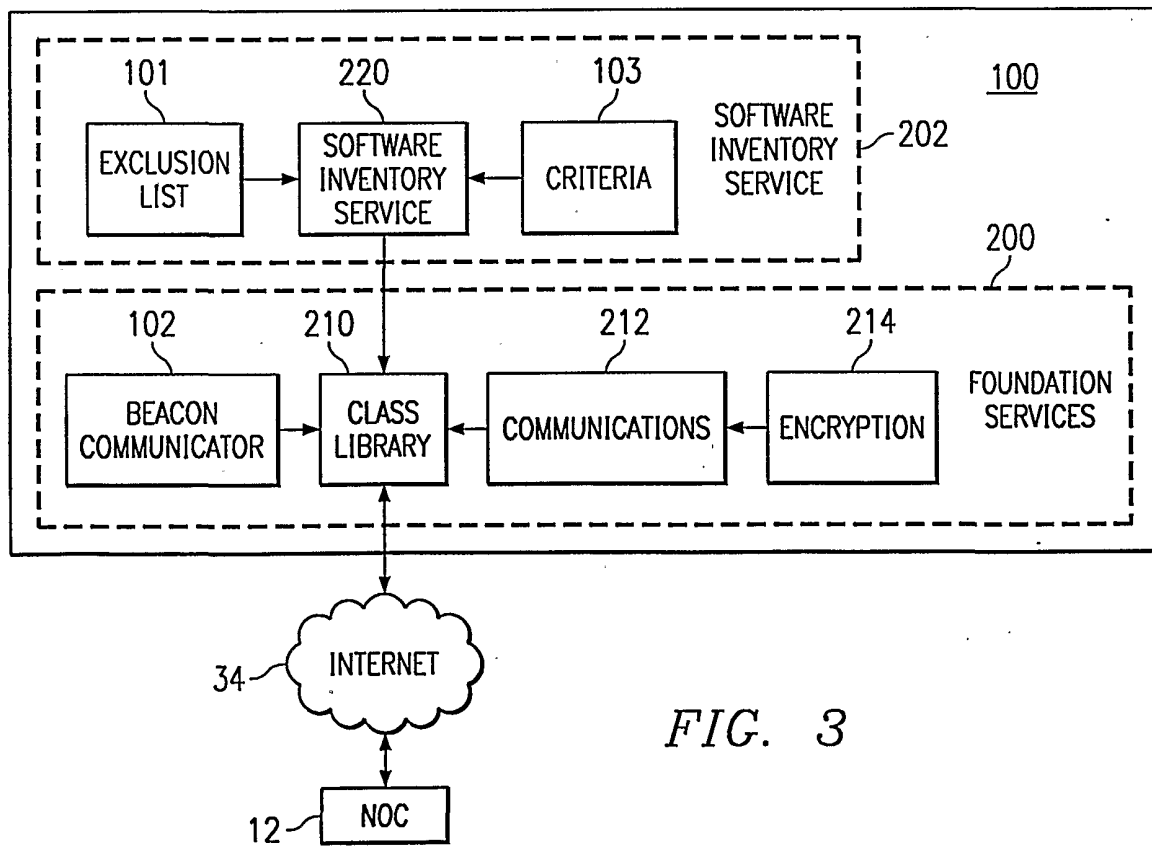 101
220
103
100
EXCLUSION
LIST
SOFTWARE
INVENTORY
SERVICE
CRITERIA
SOFTWARE
INVENTORY
SERVICE
202
200
102
210
212
214
BEACON
COMMUNICATOR
CLASS
LIBRARY
COMMUNICATIONS
ENCRYPTION
FOUNDATION
SERVICES
34
INTERNET
FIG. 3
12
NOC